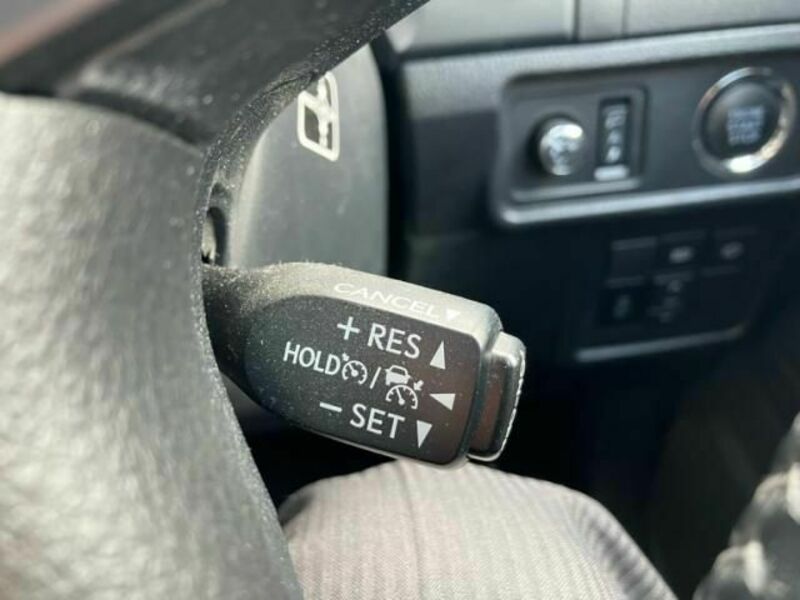 CANCEL▼
+ RES ▲
HOLD / ◀
− SET ▼